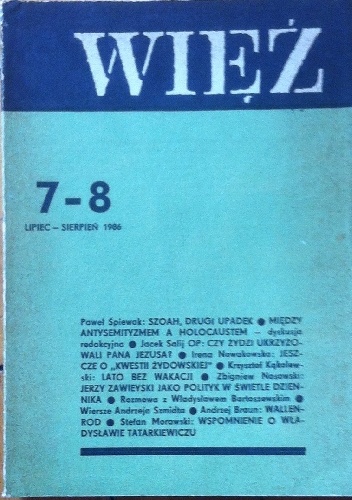 WIĘŹ
7-8
LIPIEC – SIERPIEŃ 1986
Paweł Śpiewak: SZOAH, DRUGI UPADEK ● MIĘDZY
ANTYSEMITYZMEM A HOLOCAUSTEM – dyskusja
redakcyjna ● Jacek Salij OP: CZY ŻYDZI UKRZYŻO-
WALI PANA JEZUSA? ● Irena Nowakowska: JESZ-
CZE O „KWESTII ŻYDOWSKIEJ" ● Krzysztof Kąkolew-
ski: LATO BEZ WAKACJI ● Zbigniew Nosowski:
JERZY ZAWIEYSKI JAKO POLITYK W ŚWIETLE DZIEN-
NIKA ● Rozmowa z Władysławem Bartoszewskim ●
Wiersze Andrzeja Szmidta ● Andrzej Braun: WALLEN-
ROD ● Stefan Morawski: WSPOMNIENIE O WŁA-
DYSŁAWIE TATARKIEWICZU